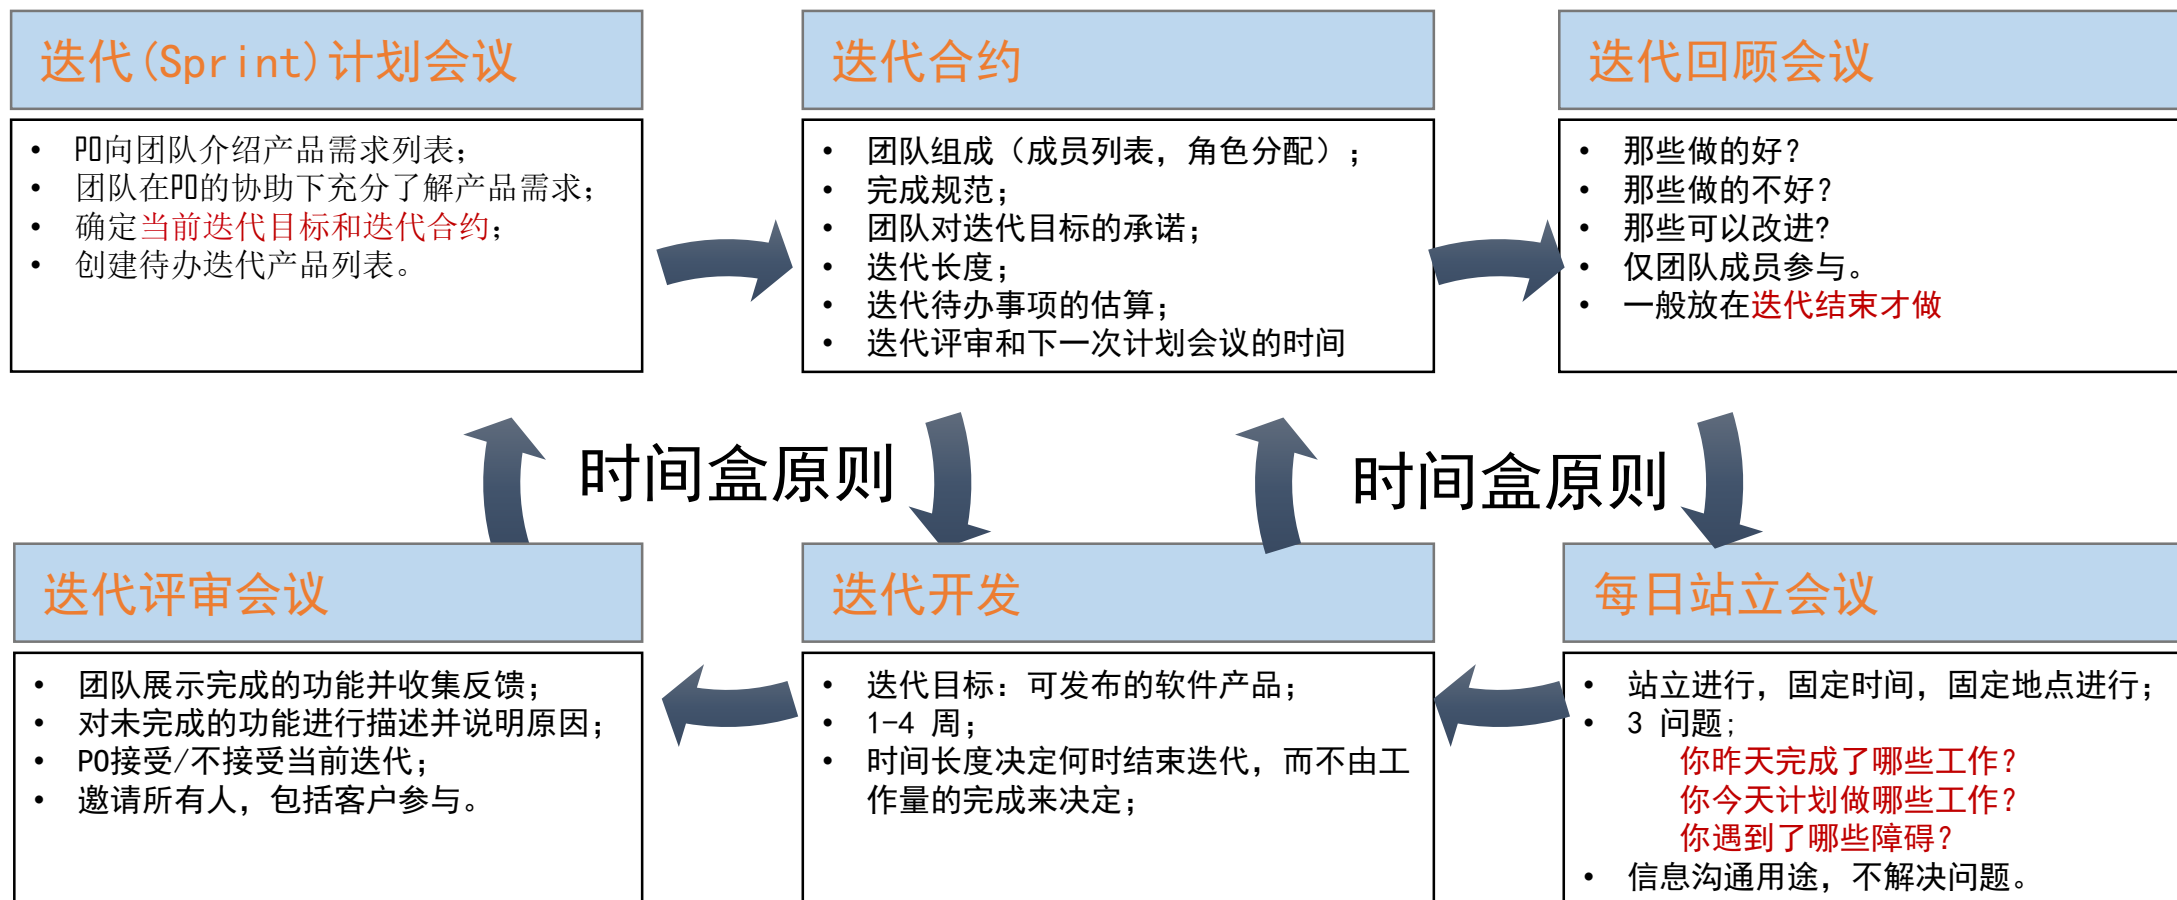 迭代(Sprint)计划会议
• PO向团队介绍产品需求列表;
• 团队在PO的协助下充分了解产品需求;
• 确定当前迭代目标和迭代合约;
• 创建待办迭代产品列表。
迭代合约
• 团队组成（成员列表，角色分配）;
• 完成规范;
• 团队对迭代目标的承诺;
• 迭代长度;
• 迭代待办事项的估算;
• 迭代评审和下一次计划会议的时间
迭代回顾会议
• 那些做的好?
• 那些做的不好?
• 那些可以改进?
• 仅团队成员参与。
• 一般放在迭代结束才做
时间盒原则
时间盒原则
迭代评审会议
• 团队展示完成的功能并收集反馈;
• 对未完成的功能进行描述并说明原因;
• PO接受/不接受当前迭代;
• 邀请所有人，包括客户参与。
迭代开发
• 迭代目标: 可发布的软件产品;
• 1-4 周;
• 时间长度决定何时结束迭代，而不由工
作量的完成来决定;
每日站立会议
• 站立进行，固定时间，固定地点进行;
• 3 问题;
你昨天完成了哪些工作?
你今天计划做哪些工作?
你遇到了哪些障碍?
• 信息沟通用途，不解决问题。